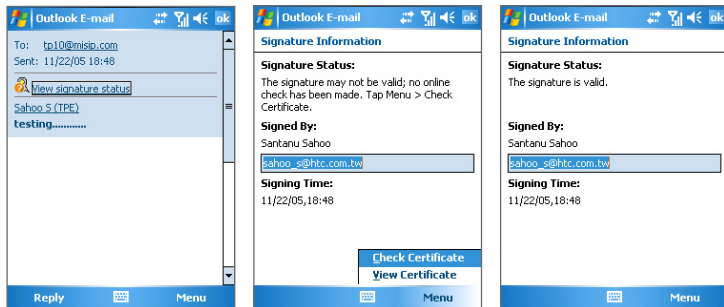 Outlook E-mail
ok
To: tp10@misip.com
Sent: 11/22/05 18:48
View signature status
Sahoo S (TPE)
testing............
Reply
Menu
Outlook E-mail
ok
Signature Information
Signature Status:
The signature may not be valid; no online
check has been made. Tap Menu > Check
Certificate.
Signed By:
Santanu Sahoo
sahoo_s@htc.com.tw
Signing Time:
11/22/05,18:48
Check Certificate
View Certificate
Menu
Outlook E-mail
ok
Signature Information
Signature Status:
The signature is valid.
Signed By:
Santanu Sahoo
sahoo_s@htc.com.tw
Signing Time:
11/22/05,18:48
Menu